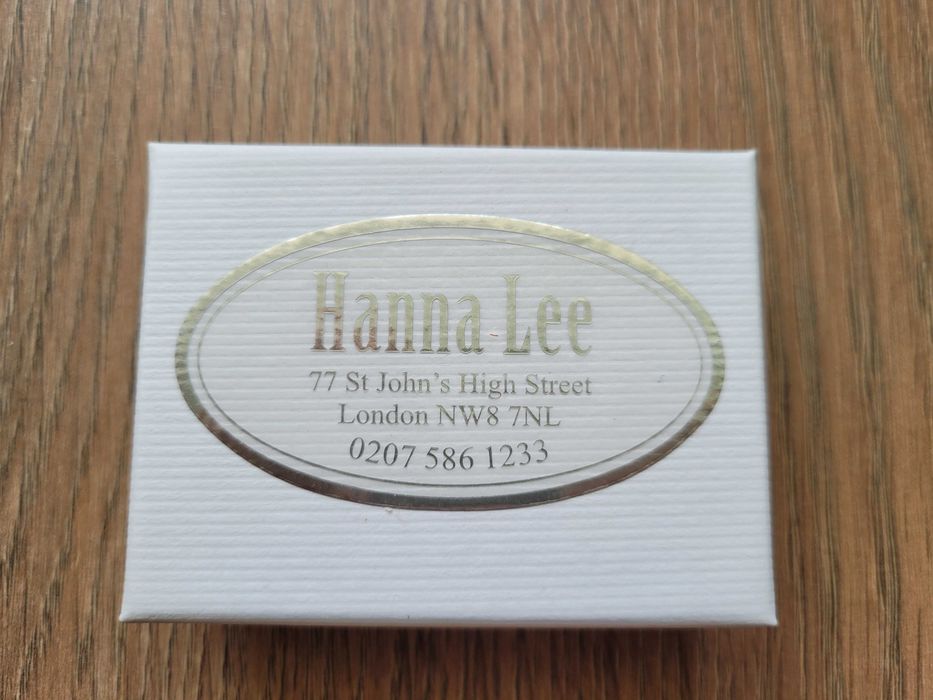 Hanna Lee
77 St John's High Street
London NW8 7NL
0207 586 1233